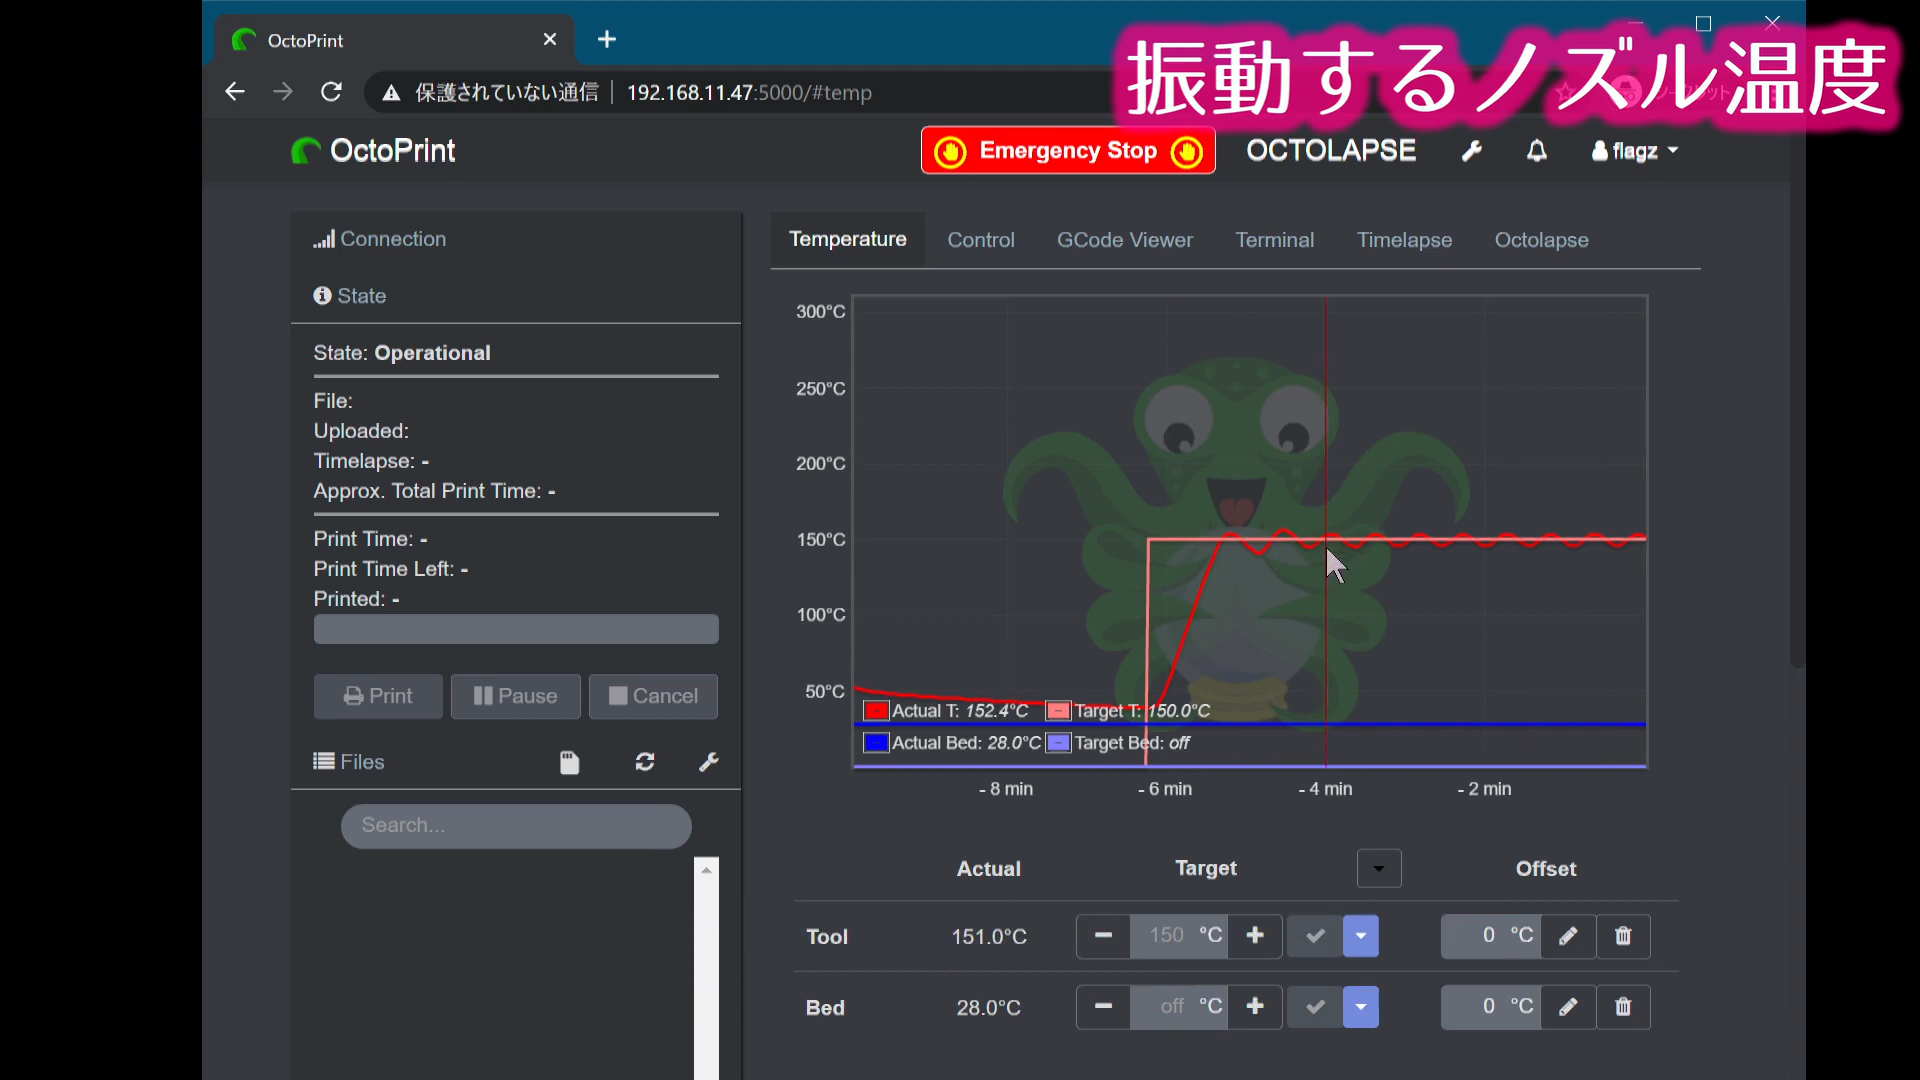 OctoPrint
振動するノズル温度
保護されていない通信 192.168.11.47:5000/#temp
OctoPrint
Emergency Stop
OCTOLAPSE
flagz
Connection
State
State: Operational
File:
Uploaded:
Timelapse: -
Approx. Total Print Time: -
Print Time: -
Print Time Left: -
Printed: -
Print Pause Cancel
Files
Search...
Temperature Control GCode Viewer Terminal Timelapse Octolapse
300°C
250°C
200°C
150°C
100°C
50°C
Actual T: 152.4°C Target T: 150.0°C
Actual Bed: 28.0°C Target Bed: off
- 8 min - 6 min - 4 min - 2 min
Actual Target Offset
Tool 151.0°C 150 °C 0 °C
Bed 28.0°C off °C 0 °C